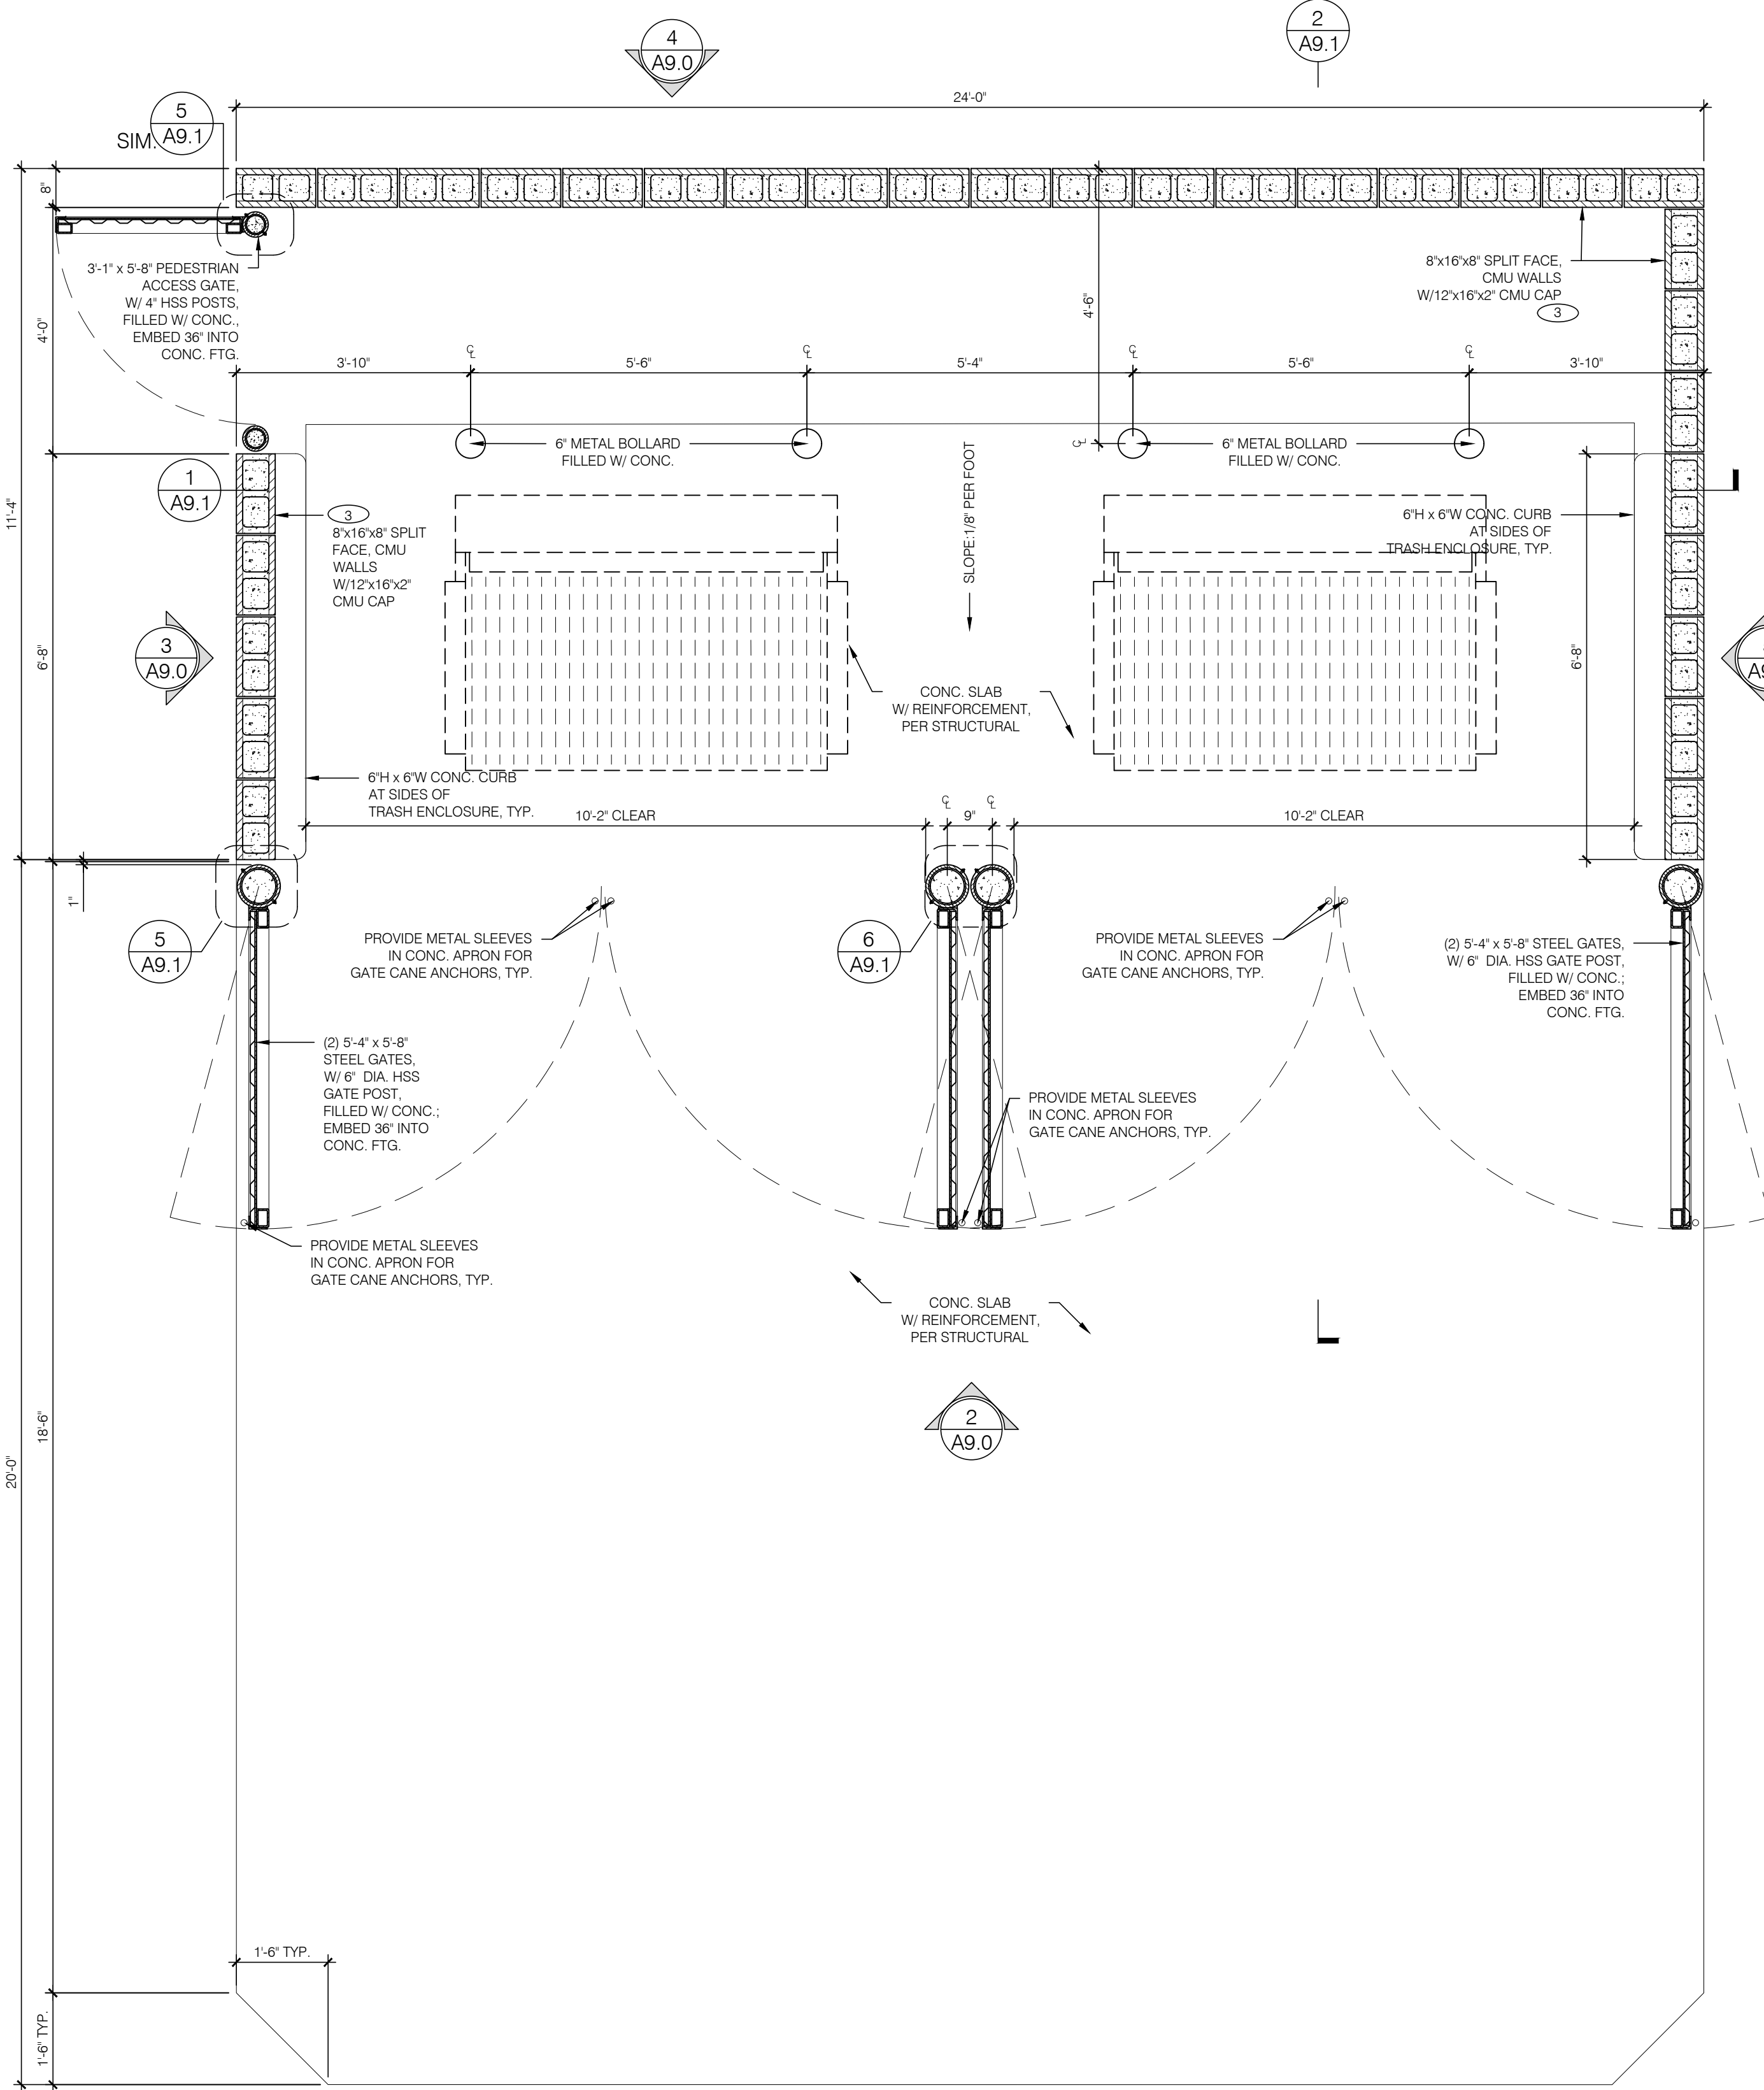 4
A9.0
2
A9.1
5
A9.1
SIM.
24'-0"
8"
3'-1" x 5'-8" PEDESTRIAN
ACCESS GATE,
W/ 4" HSS POSTS,
FILLED W/ CONC.,
EMBED 36" INTO
CONC. FTG.
8"x16"x8" SPLIT FACE,
CMU WALLS
W/12"x16"x2" CMU CAP
3
4'-6"
4'-0"
3'-10"
5'-6"
5'-4"
5'-6"
3'-10"
6" METAL BOLLARD
FILLED W/ CONC.
6" METAL BOLLARD
FILLED W/ CONC.
SLOPE:1/8" PER FOOT
1
A9.1
11'-4"
3
8"x16"x8" SPLIT
FACE, CMU
WALLS
W/12"x16"x2"
CMU CAP
6"H x 6"W CONC. CURB
AT SIDES OF
TRASH ENCLOSURE, TYP.
3
A9.0
6'-8"
6'-8"
CONC. SLAB
W/ REINFORCEMENT,
PER STRUCTURAL
6"H x 6"W CONC. CURB
AT SIDES OF
TRASH ENCLOSURE, TYP.
10'-2" CLEAR
9"
10'-2" CLEAR
1"
5
A9.1
PROVIDE METAL SLEEVES
IN CONC. APRON FOR
GATE CANE ANCHORS, TYP.
6
A9.1
PROVIDE METAL SLEEVES
IN CONC. APRON FOR
GATE CANE ANCHORS, TYP.
(2) 5'-4" x 5'-8" STEEL GATES,
W/ 6" DIA. HSS GATE POST,
FILLED W/ CONC.;
EMBED 36" INTO
CONC. FTG.
(2) 5'-4" x 5'-8"
STEEL GATES,
W/ 6" DIA. HSS
GATE POST,
FILLED W/ CONC.;
EMBED 36" INTO
CONC. FTG.
PROVIDE METAL SLEEVES
IN CONC. APRON FOR
GATE CANE ANCHORS, TYP.
PROVIDE METAL SLEEVES
IN CONC. APRON FOR
GATE CANE ANCHORS, TYP.
CONC. SLAB
W/ REINFORCEMENT,
PER STRUCTURAL
2
A9.0
18'-6"
20'-0"
1'-6" TYP.
1'-6" TYP.